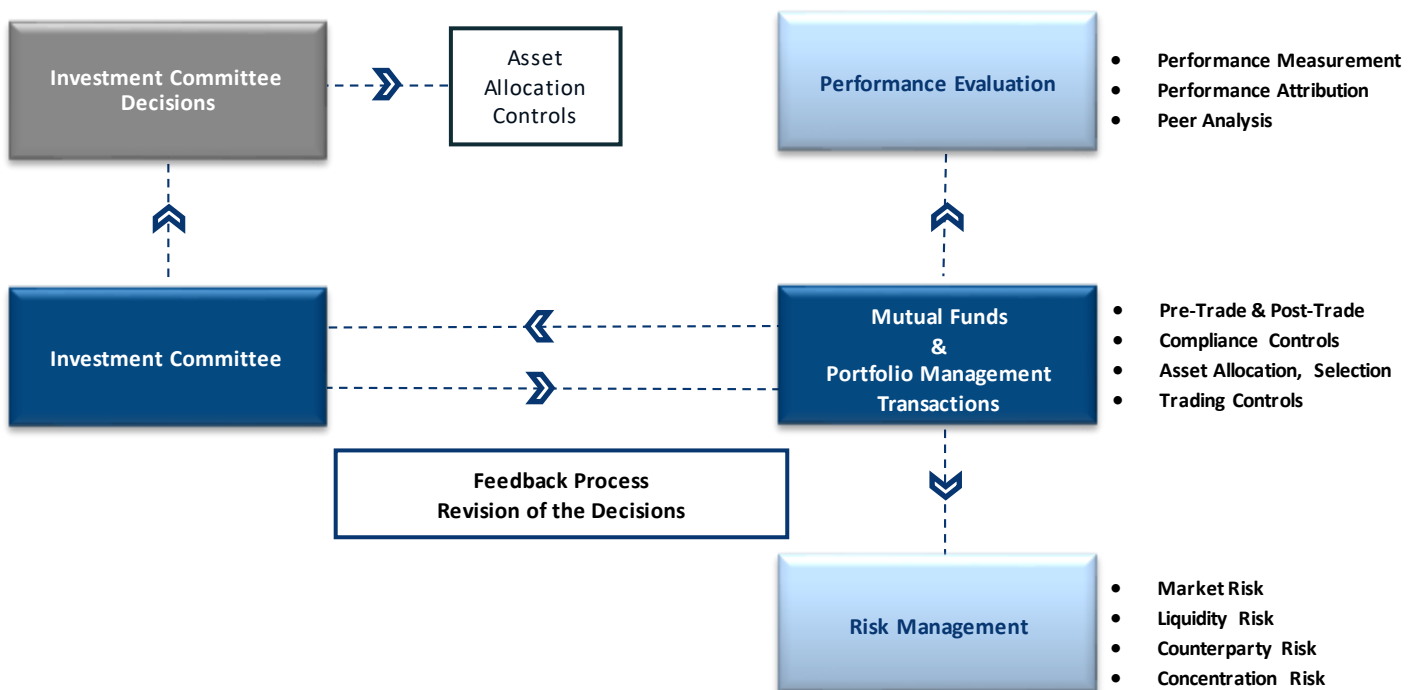 Investment Committee
Decisions
Asset
Allocation
Controls
Performance Evaluation
• Performance Measurement
• Performance Attribution
• Peer Analysis
Investment Committee
Mutual Funds
&
Portfolio Management
Transactions
• Pre-Trade & Post-Trade
• Compliance Controls
• Asset Allocation, Selection
• Trading Controls
Feedback Process
Revision of the Decisions
Risk Management
• Market Risk
• Liquidity Risk
• Counterparty Risk
• Concentration Risk